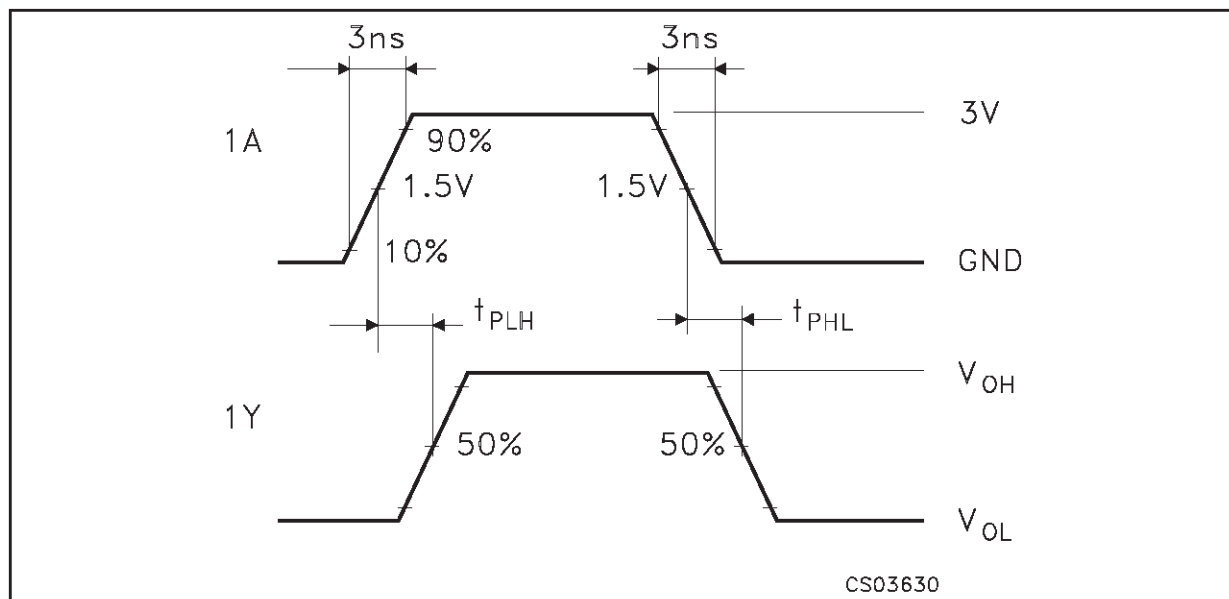 3ns 3ns
3V
1A 90%
1.5V 1.5V
10% GND
tPLH tPHL
VOH
1Y
50% 50%
VOL
CS03630